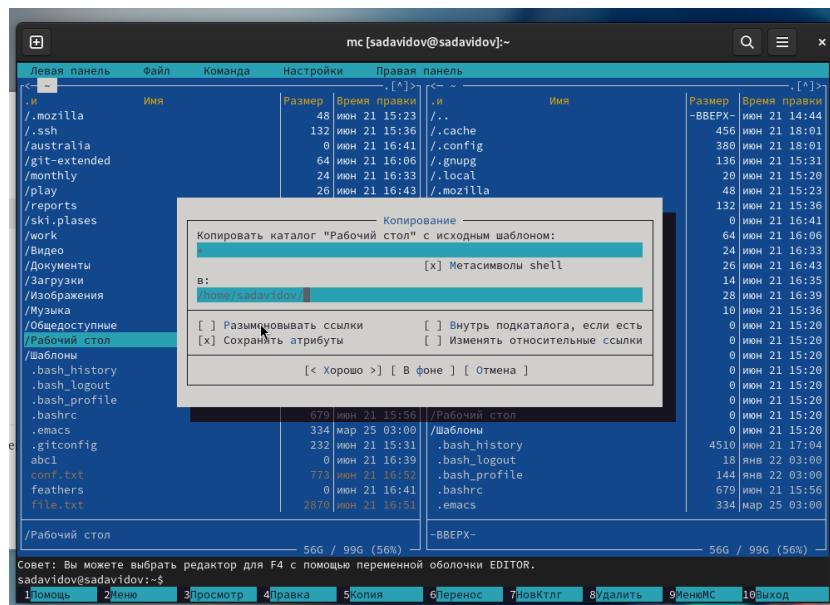 mc [sadavidov@sadavidov]:~
Левая панель Файл Команда Настройки Правая панель
<— ~ .[^]> <— ~ .[^]>
.и Имя Размер Время правки .и Имя Размер Время правки
/.mozilla 48 июн 21 15:23 /.. -ВВЕРХ- июн 21 14:44
/.ssh 132 июн 21 15:36 /.cache 456 июн 21 18:01
/australia 0 июн 21 16:41 /.config 380 июн 21 18:01
/git-extended 64 июн 21 16:06 /.gnupg 136 июн 21 15:31
/monthly 24 июн 21 16:33 /.local 20 июн 21 15:20
/play 26 июн 21 16:43 /.mozilla 48 июн 21 15:23
/reports 132 июн 21 15:36
/ski.plases Копирование 0 июн 21 16:41
/work Копировать каталог "Рабочий стол" с исходным шаблоном: 64 июн 21 16:06
/Видео * 24 июн 21 16:33
/Документы [x] Метасимволы shell 26 июн 21 16:43
/Загрузки в: 14 июн 21 16:35
/Изображения /home/sadavidov/ 28 июн 21 16:39
/Музыка 10 июн 21 15:36
/Общедоступные [ ] Разыменовывать ссылки [ ] Внутрь подкаталога, если есть 0 июн 21 15:20
/Рабочий стол [x] Сохранять атрибуты [ ] Изменять относительные ссылки 0 июн 21 15:20
/Шаблоны 0 июн 21 15:20
.bash_history [< Хорошо >] [ В фоне ] [ Отмена ] 0 июн 21 15:20
.bash_logout 0 июн 21 15:20
.bash_profile 0 июн 21 15:20
.bashrc 679 июн 21 15:56 /Рабочий стол 0 июн 21 15:20
.emacs 334 мар 25 03:00 /Шаблоны 0 июн 21 15:20
.gitconfig 232 июн 21 15:31 .bash_history 4510 июн 21 17:04
abc1 0 июн 21 16:39 .bash_logout 18 янв 22 03:00
conf.txt 773 июн 21 16:52 .bash_profile 144 янв 22 03:00
feathers 0 июн 21 16:41 .bashrc 679 июн 21 15:56
file.txt 2870 июн 21 16:51 .emacs 334 мар 25 03:00
/Рабочий стол -ВВЕРХ-
56G / 99G (56%) 56G / 99G (56%)
Совет: Вы можете выбрать редактор для F4 с помощью переменной оболочки EDITOR.
sadavidov@sadavidov:~$
1Помощь 2Меню 3Просмотр 4Правка 5Копия 6Перенос 7НовКтлг 8Удалить 9МенюMC 10Выход